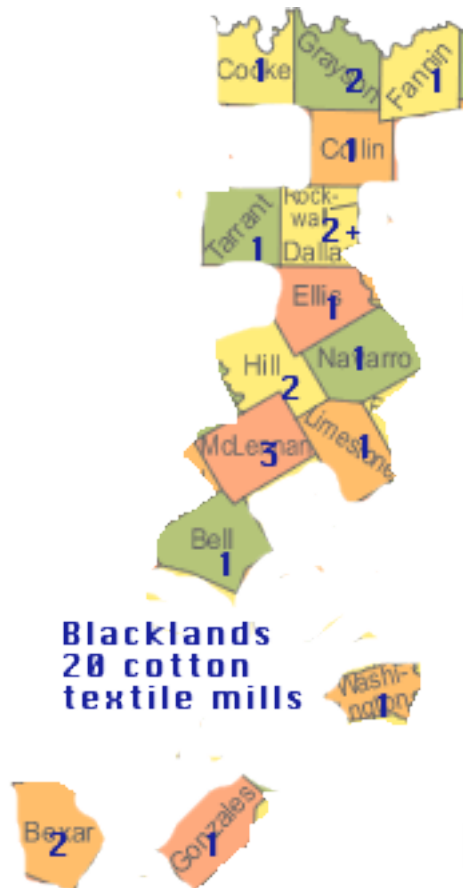 Cooke
1
Grayson
2
Fannin
1
Collin
1
Tarrant
1
Rock-
wall
2+
Dalla
Ellis
1
Navarro
1
Hill
2
McLennan
3
Limestone
1
Bell
1
Blacklands
20 cotton
textile mills
Washi-
ngton
1
Bexar
2
Gonzales
1